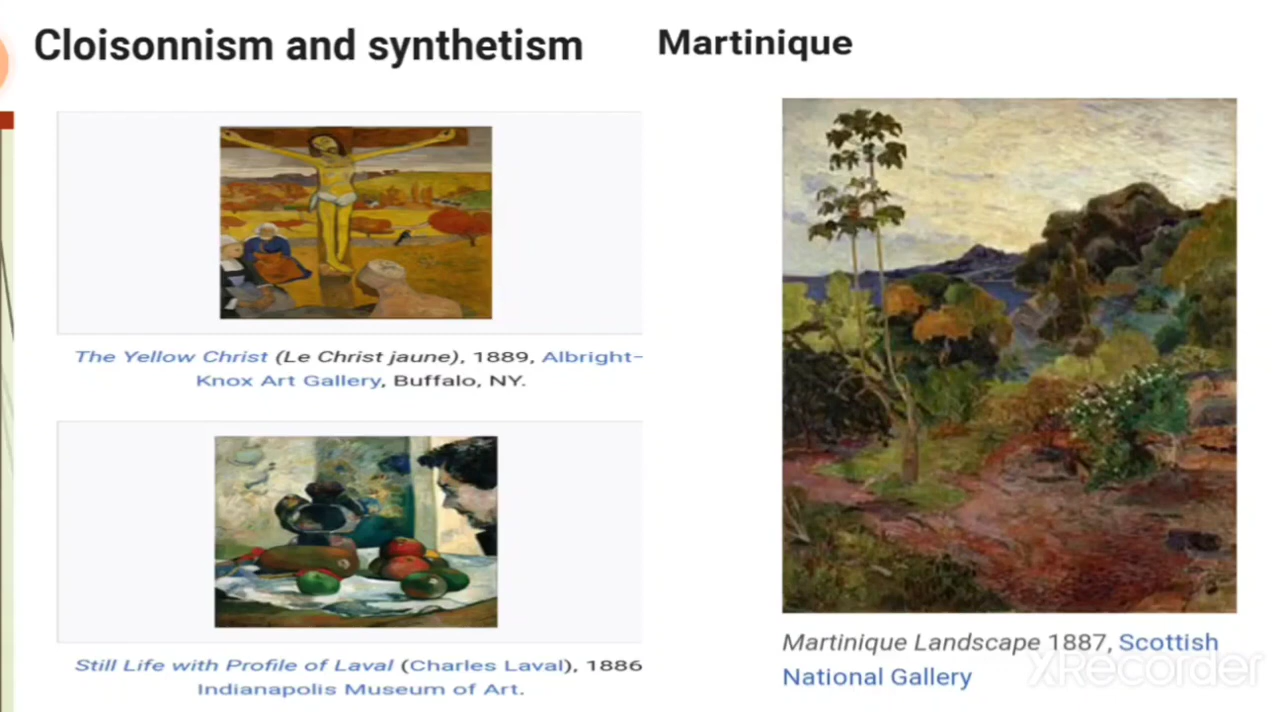 Cloisonnism and synthetism
The Yellow Christ (Le Christ jaune), 1889, Albright–
Knox Art Gallery, Buffalo, NY.
Still Life with Profile of Laval (Charles Laval), 1886
Indianapolis Museum of Art.
Martinique
Martinique Landscape 1887, Scottish
National Gallery
XRecorder